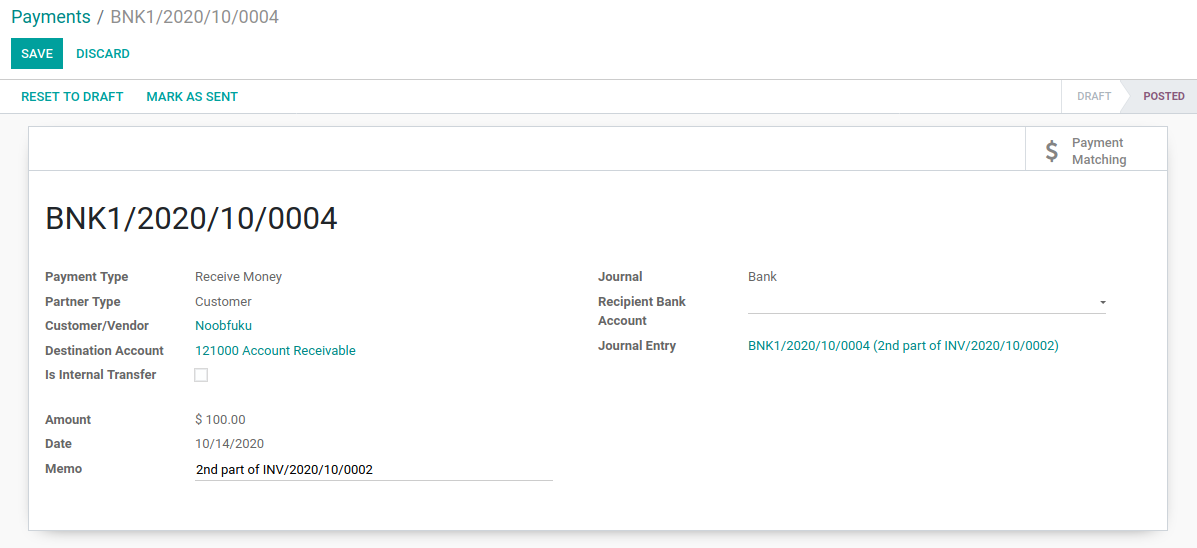 Payments / BNK1/2020/10/0004
SAVE DISCARD
RESET TO DRAFT MARK AS SENT DRAFT POSTED
$ Payment
Matching
BNK1/2020/10/0004
Payment Type Receive Money
Partner Type Customer
Customer/Vendor Noobfuku
Destination Account 121000 Account Receivable
Is Internal Transfer
Amount $ 100.00
Date 10/14/2020
Memo 2nd part of INV/2020/10/0002
Journal Bank
Recipient Bank
Account
Journal Entry BNK1/2020/10/0004 (2nd part of INV/2020/10/0002)